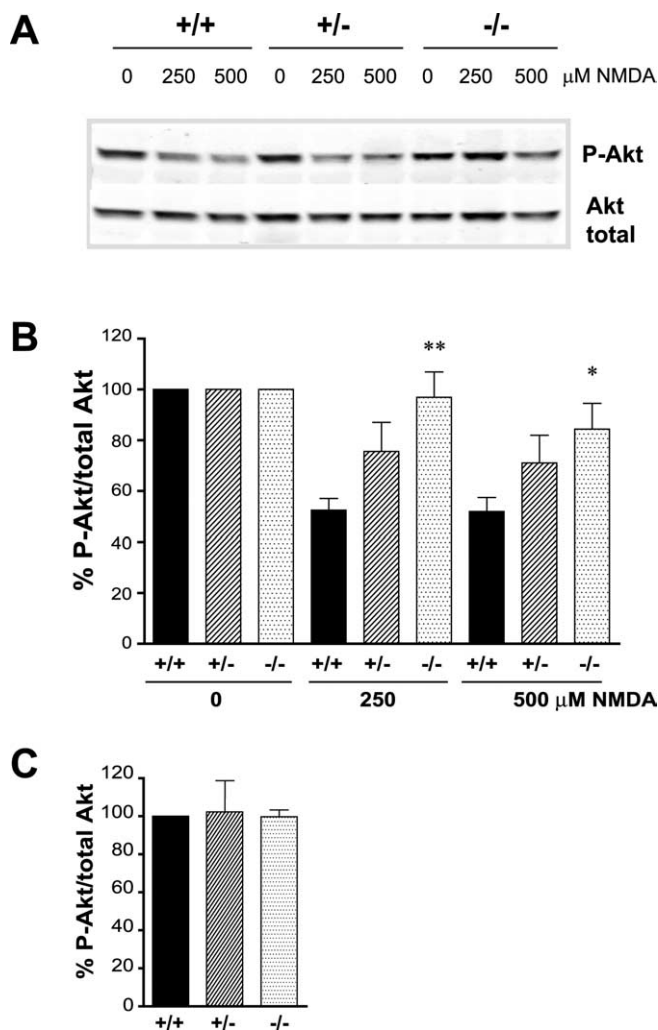 A
+/+ +/- -/-
0 250 500 0 250 500 0 250 500 μM NMDA
P-Akt
Akt
total
B
% P-Akt/total Akt
120
100
80
60
40
20
0
** *
+/+ +/- -/- +/+ +/- -/- +/+ +/- -/-
0 250 500 μM NMDA
C
% P-Akt/total Akt
120
100
80
60
40
20
0
+/+ +/- -/-